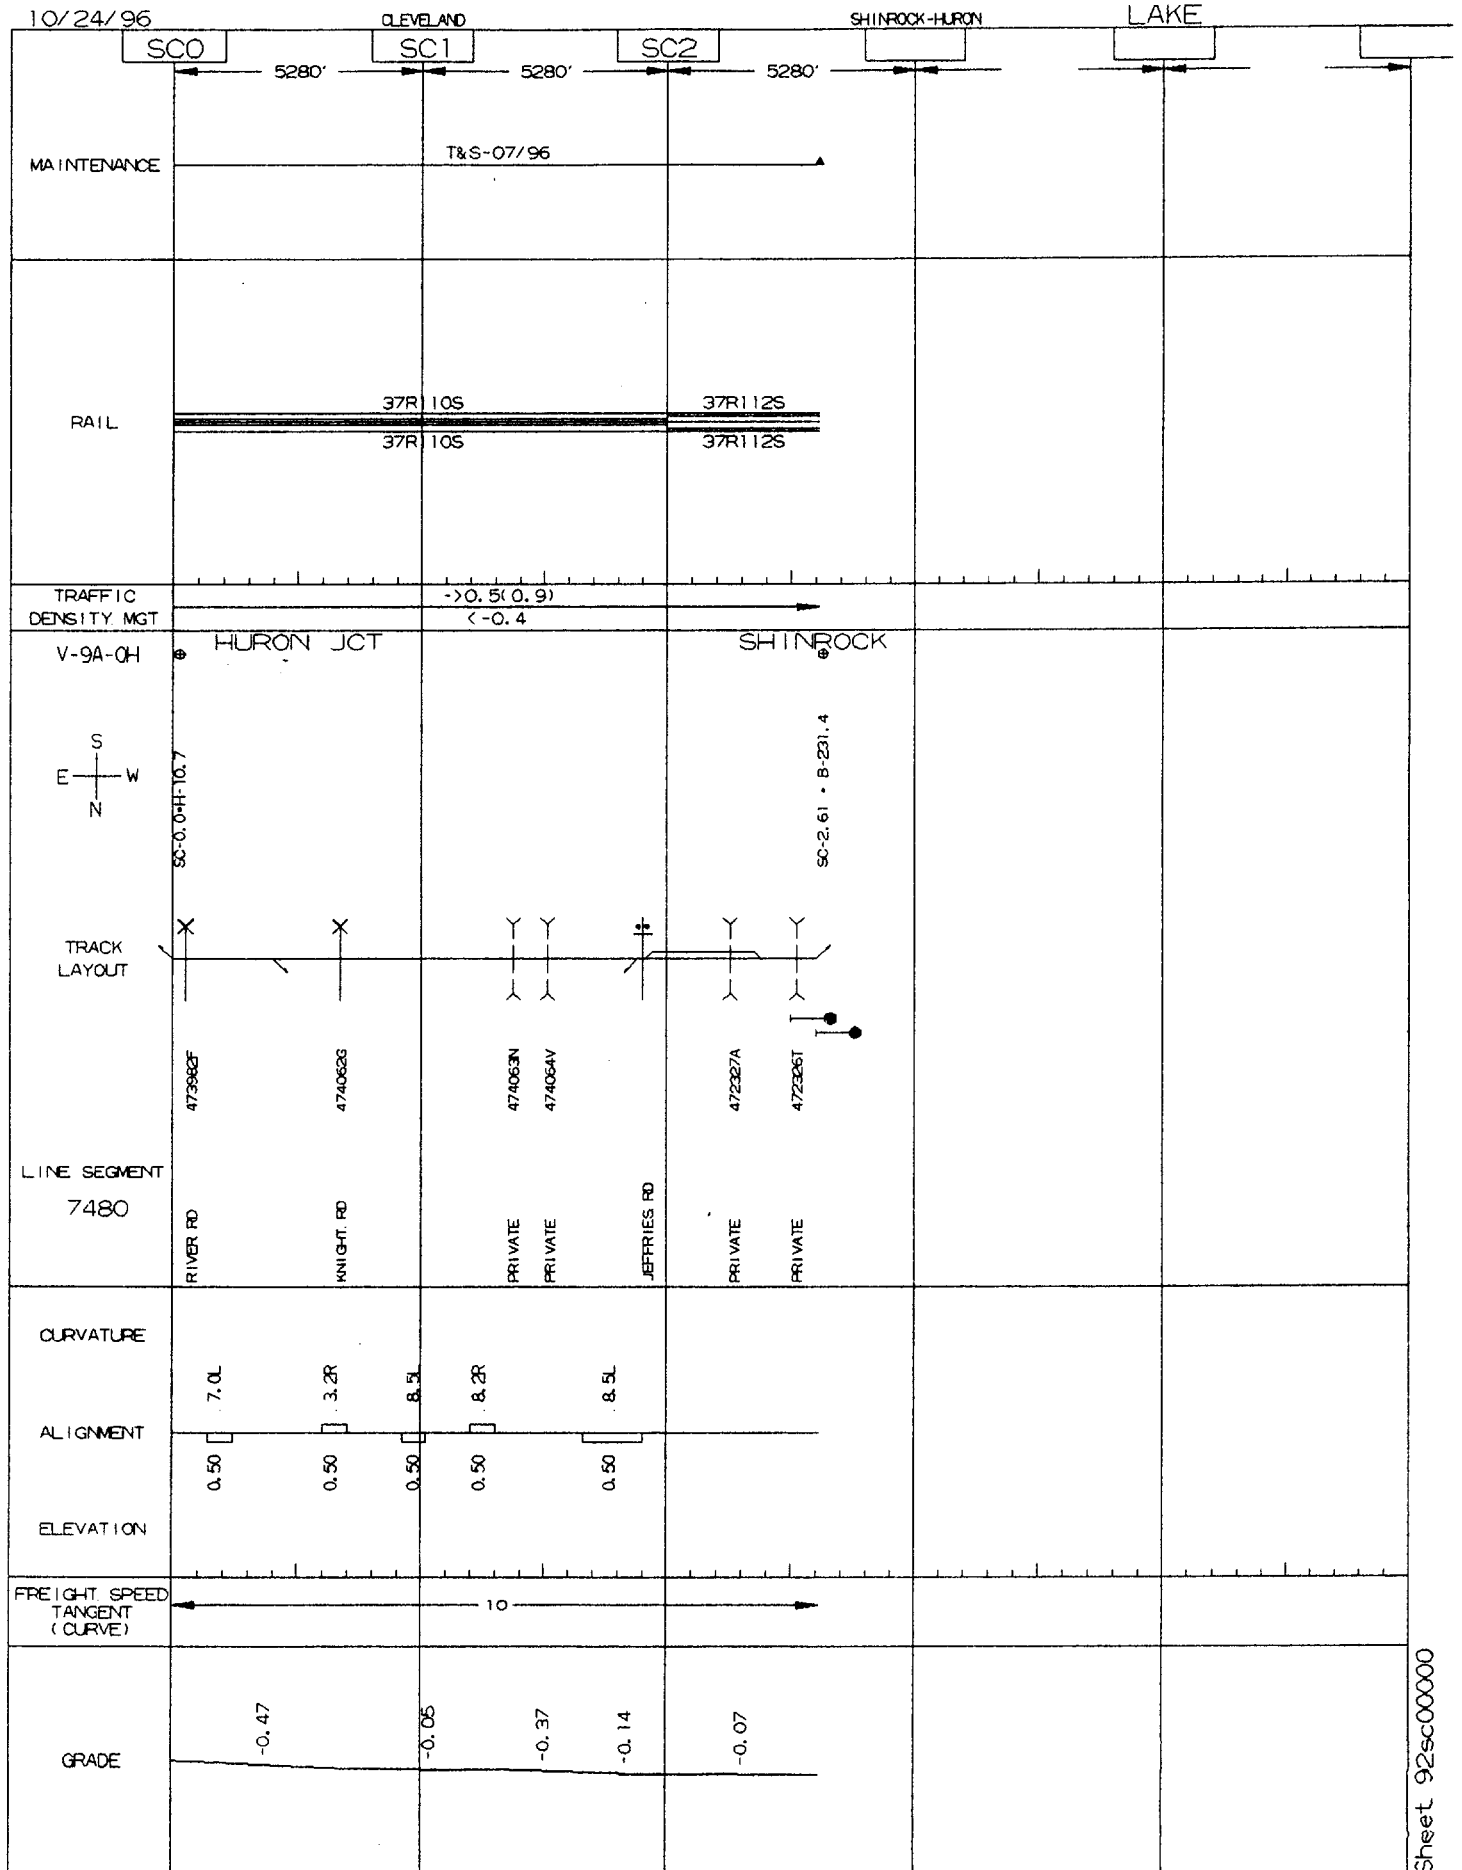 10/24/96 CLEVELAND SHINROCK-HURON LAKE
SC0 SC1 SC2
5280' 5280' 5280'
MAINTENANCE T&S-07/96
37R110S 37R112S
RAIL
37R110S 37R112S
TRAFFIC ->0.5(0.9)
DENSITY MGT <-0.4
V-9A-OH HURON JCT SHINROCK
S
E W
N
SC-0.0*H-10.7 SC-2.61 * B-231.4
TRACK
LAYOUT
473982F 474062G 474063N 474064V 472327A 472326T
LINE SEGMENT
7480
RIVER RD KNIGHT RD PRIVATE PRIVATE JEFFRIES RD PRIVATE PRIVATE
CURVATURE
7.0L 3.2R 8.5L 8.2R 8.5L
ALIGNMENT
0.50 0.50 0.50 0.50 0.50
ELEVATION
FREIGHT SPEED
TANGENT 10
(CURVE)
-0.47 -0.05 -0.37 -0.14 -0.07
GRADE
Sheet 92sc00000